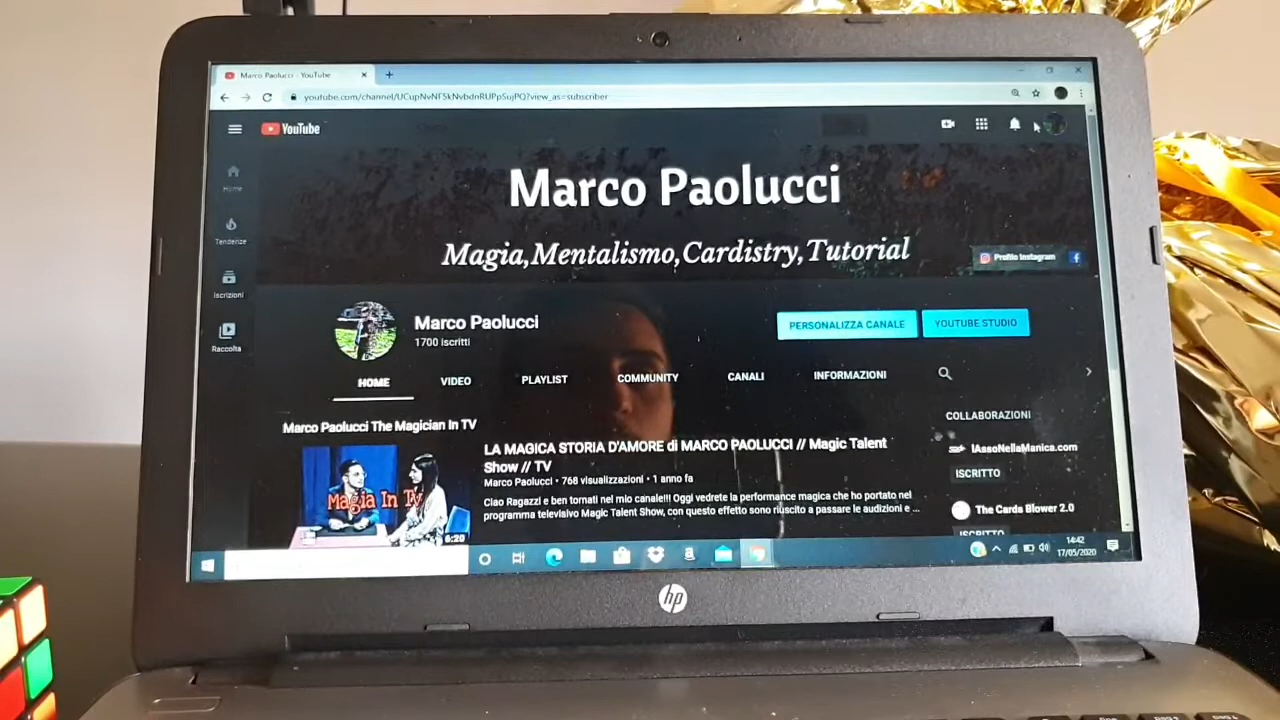 Marco Paolucci - YouTube
youtube.com/channel/UCupNvNF5kNvbdnRUPpSujPQ?view_as=subscriber
YouTube
Marco Paolucci
Magia,Mentalismo,Cardistry,Tutorial
Profilo Instagram
Home
Tendenze
Iscrizioni
Raccolta
Marco Paolucci
1700 iscritti
PERSONALIZZA CANALE
YOUTUBE STUDIO
HOME VIDEO PLAYLIST COMMUNITY CANALI INFORMAZIONI
Marco Paolucci The Magician In TV
Magia In Tv
6:20
LA MAGICA STORIA D'AMORE di MARCO PAOLUCCI // Magic Talent
Show // TV
Marco Paolucci • 768 visualizzazioni • 1 anno fa
Ciao Ragazzi e ben tornati nel mio canale!!! Oggi vedrete la performance magica che ho portato nel
programma televisivo Magic Talent Show, con questo effetto sono riuscito a passare le audizioni e ...
COLLABORAZIONI
lAssoNellaManica.com
ISCRITTO
The Cards Blower 2.0
ISCRITTO
14:42
17/05/2020
hp